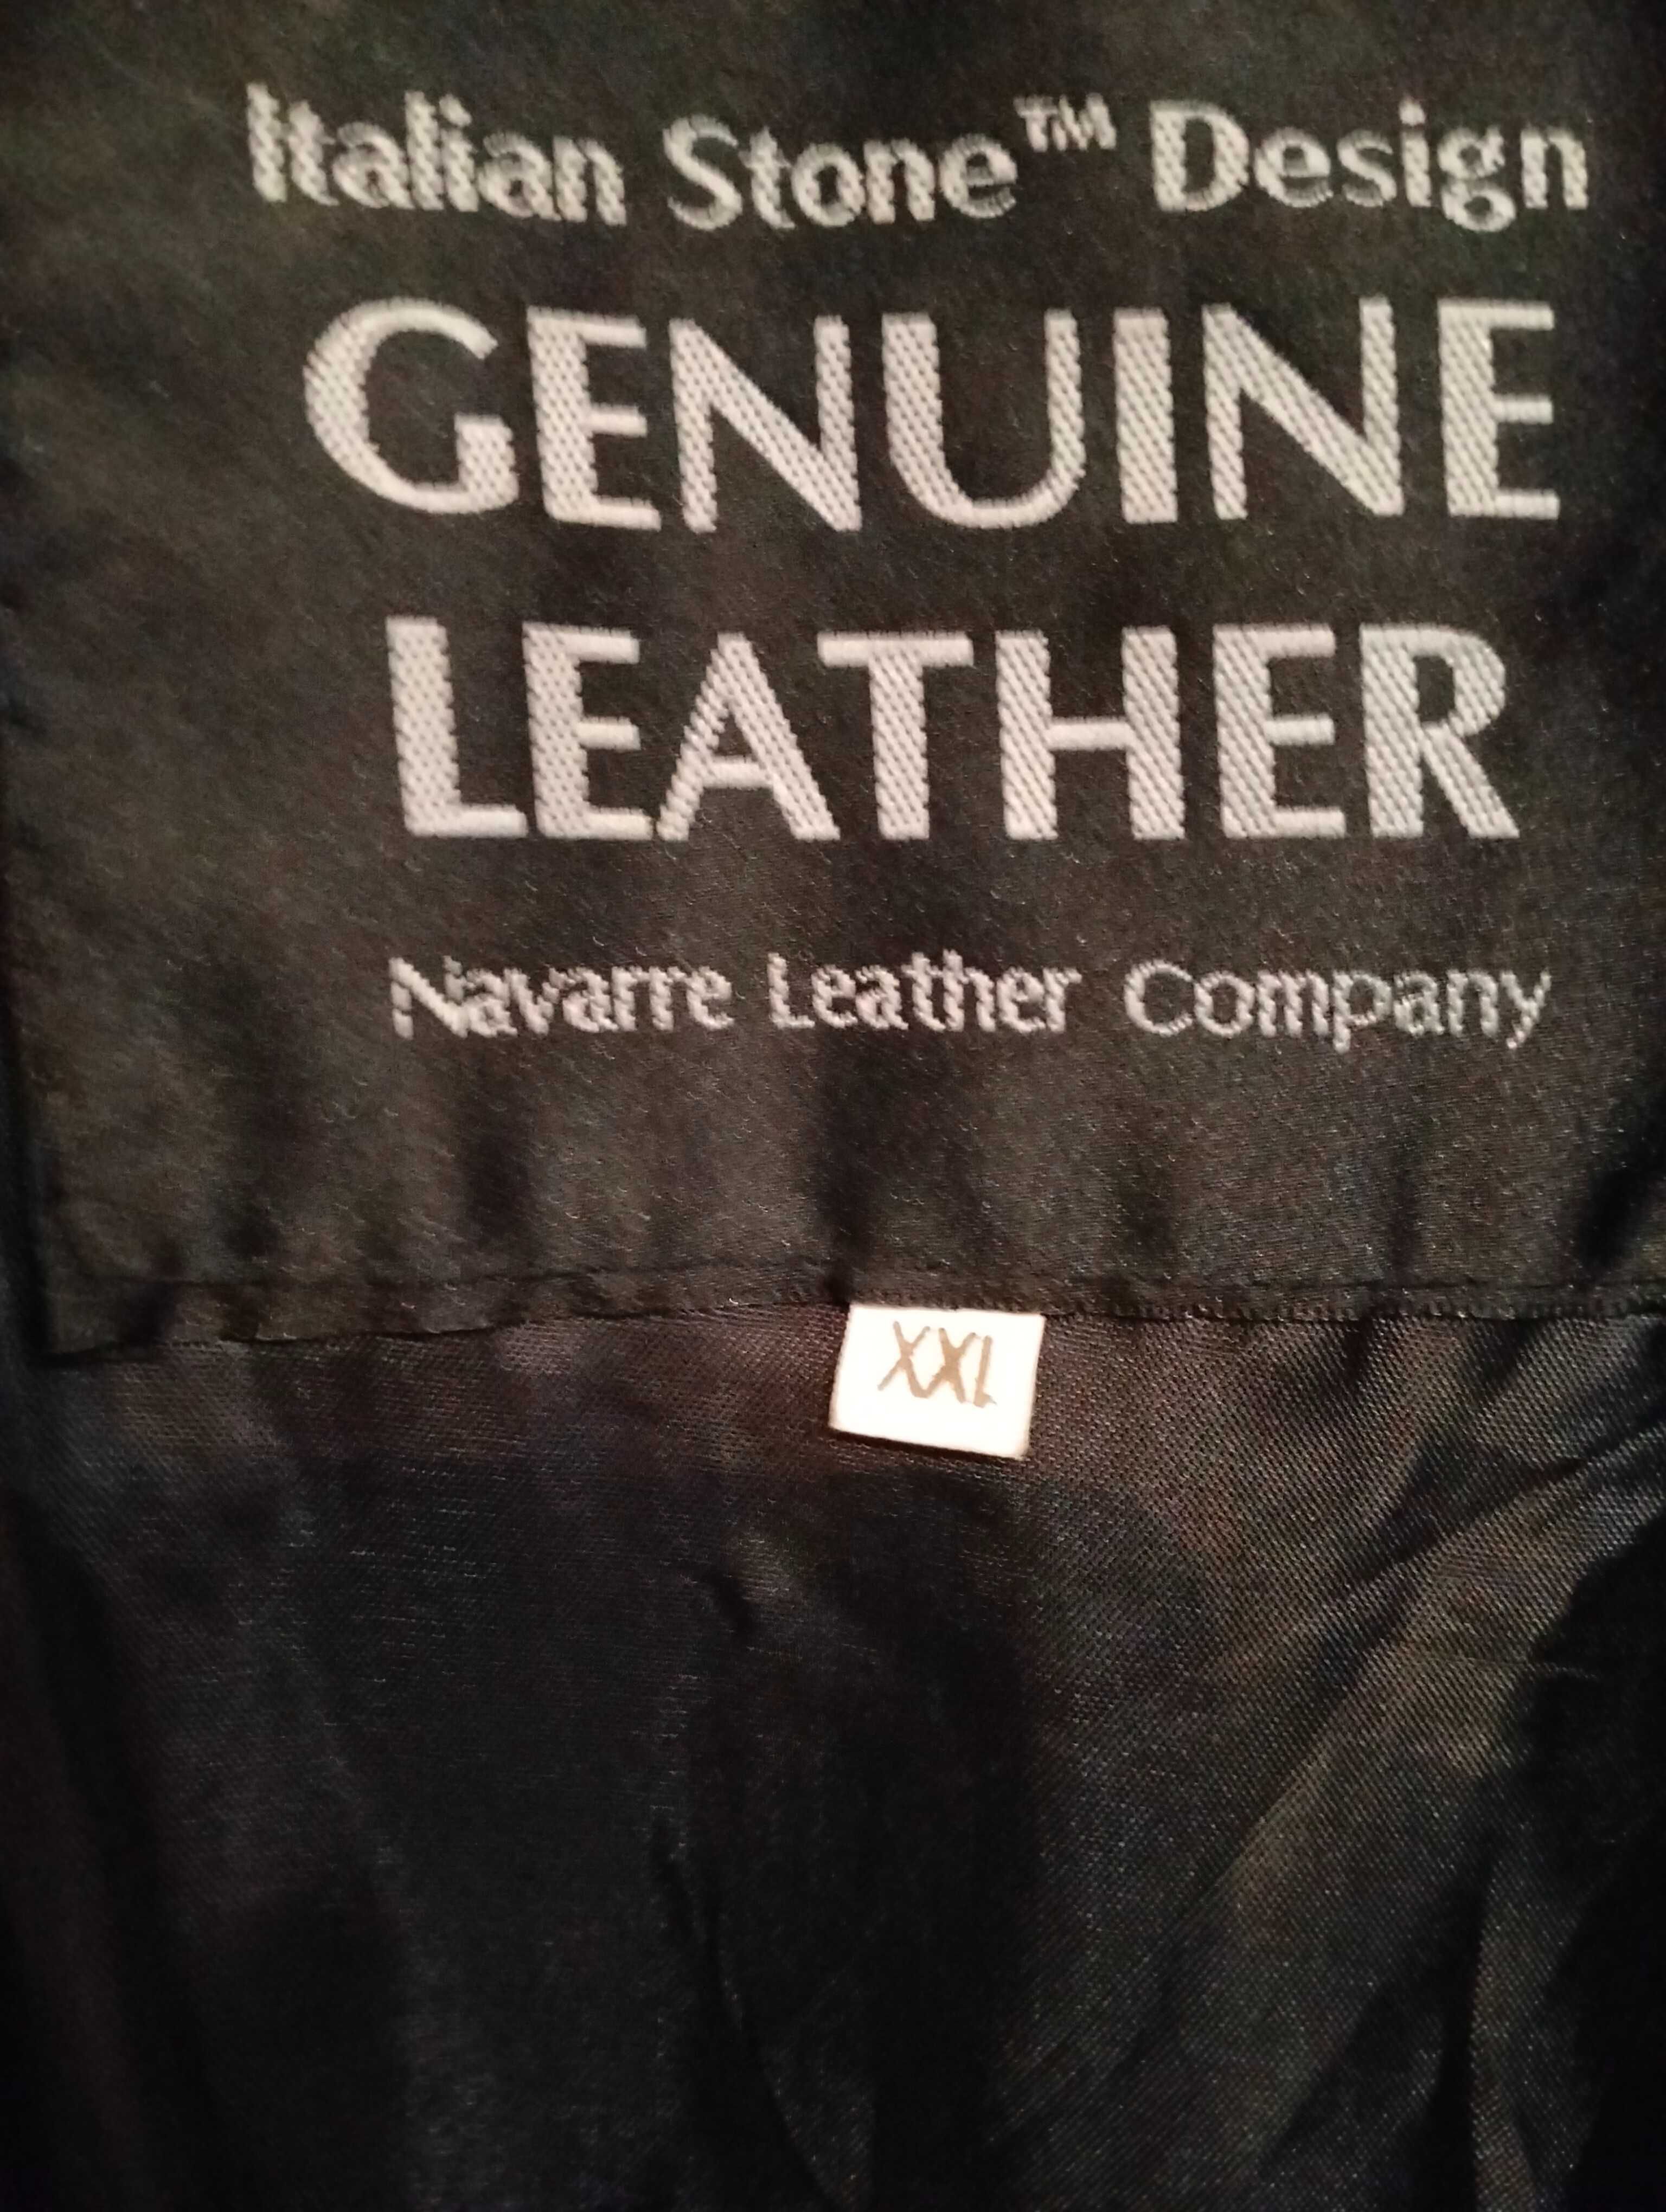 Italian Stone™ Design
GENUINE
LEATHER
Navarre Leather Company
XXL